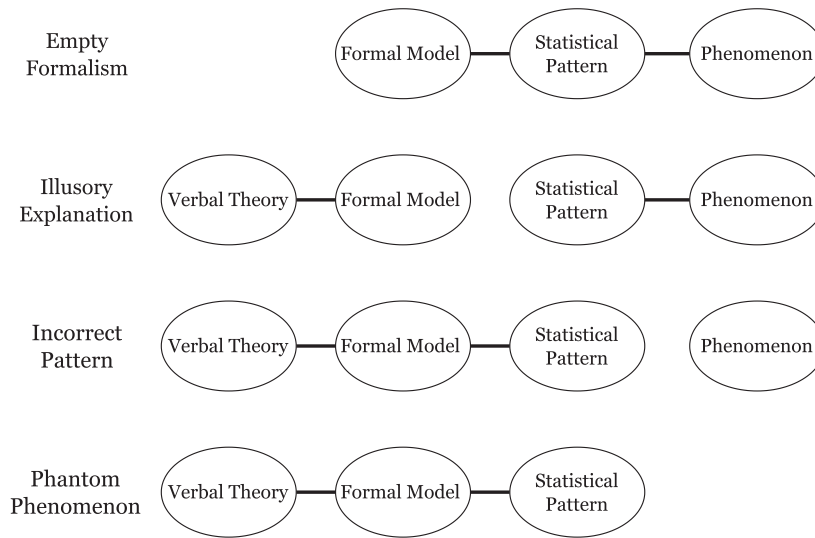 Empty
Formalism
Formal Model
Statistical
Pattern
Phenomenon
Illusory
Explanation
Verbal Theory
Formal Model
Statistical
Pattern
Phenomenon
Incorrect
Pattern
Verbal Theory
Formal Model
Statistical
Pattern
Phenomenon
Phantom
Phenomenon
Verbal Theory
Formal Model
Statistical
Pattern